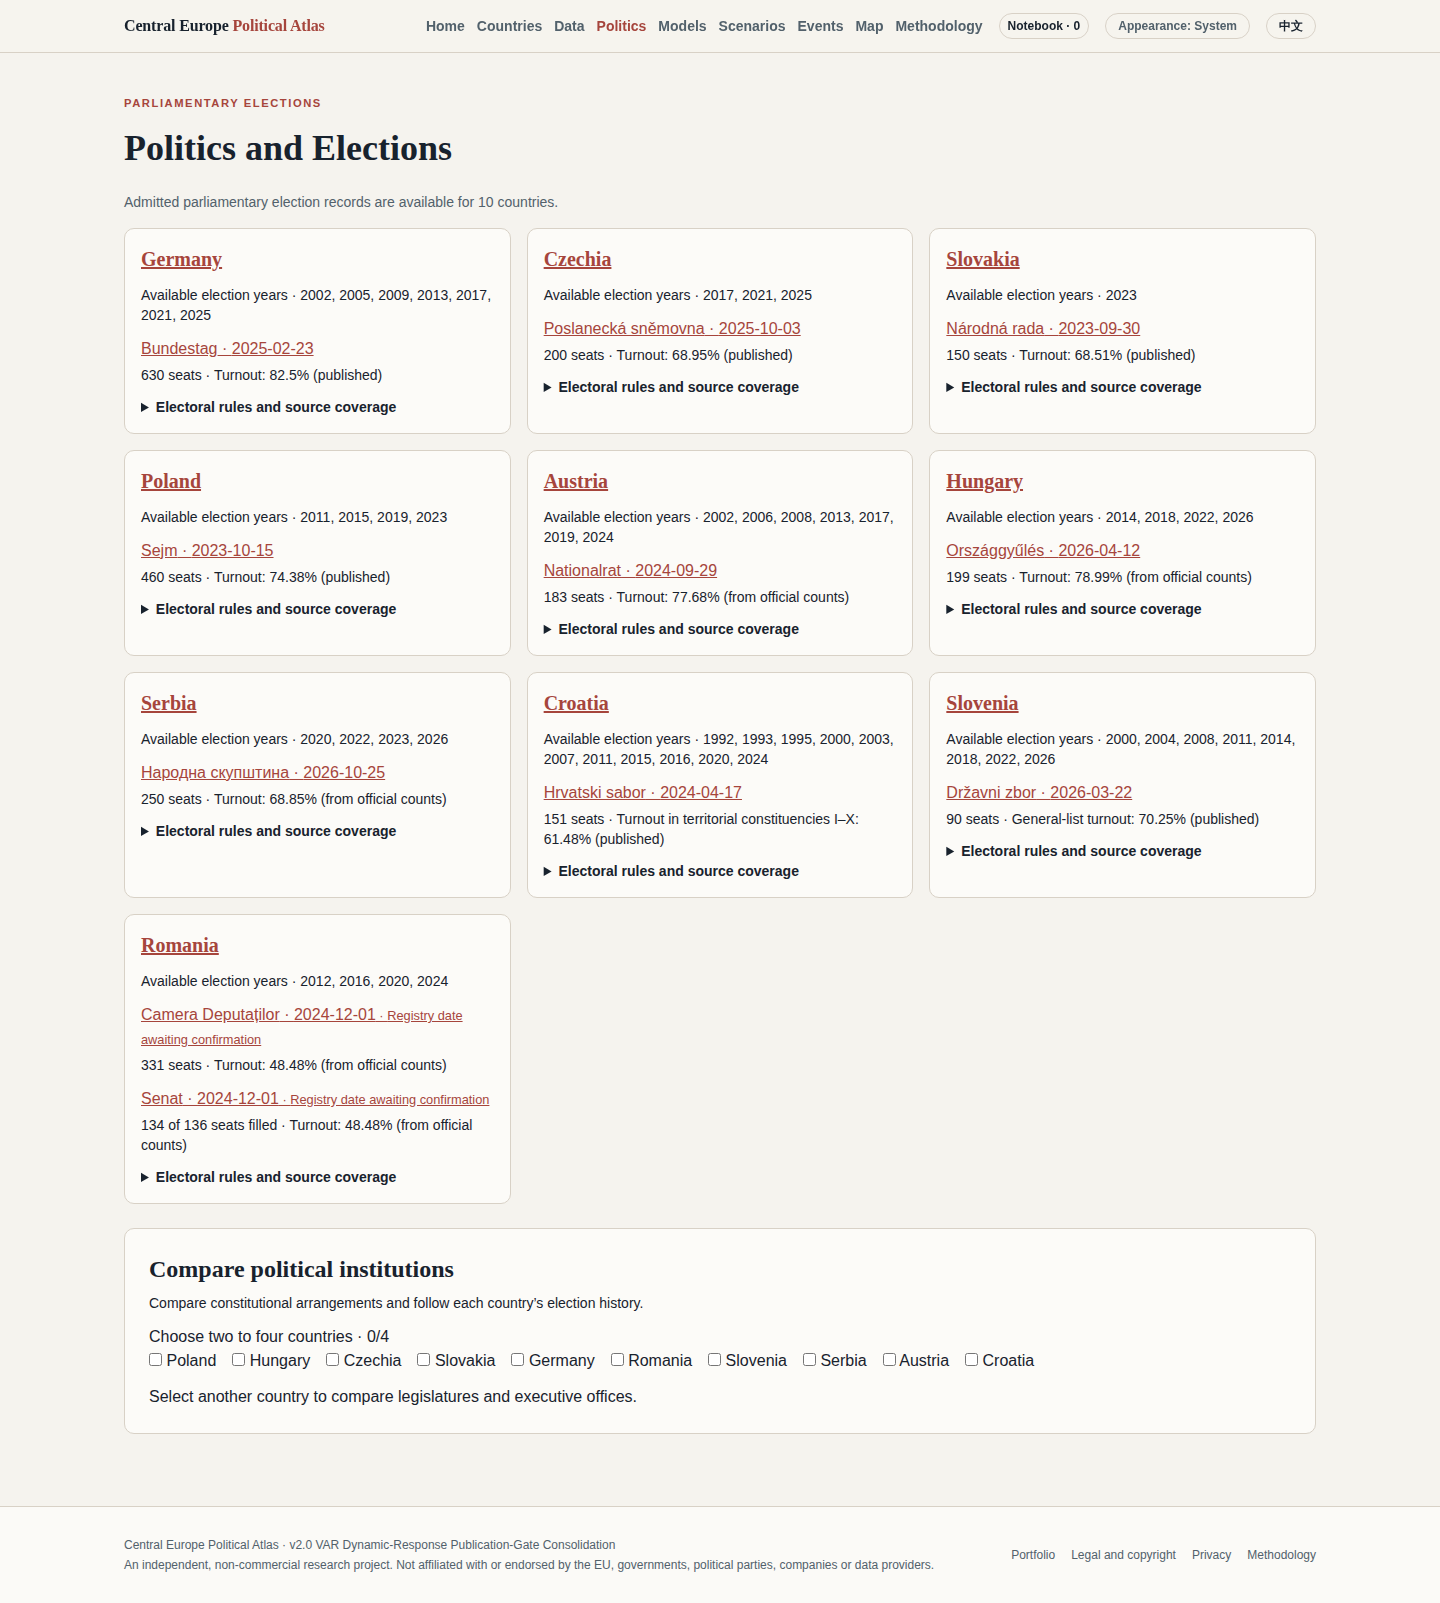 Central Europe Political Atlas
Home Countries Data Politics Models Scenarios Events Map Methodology Notebook · 0 Appearance: System 中文
PARLIAMENTARY ELECTIONS
Politics and Elections
Admitted parliamentary election records are available for 10 countries.
Germany
Available election years · 2002, 2005, 2009, 2013, 2017,
2021, 2025
Bundestag · 2025-02-23
630 seats · Turnout: 82.5% (published)
▶ Electoral rules and source coverage
Czechia
Available election years · 2017, 2021, 2025
Poslanecká sněmovna · 2025-10-03
200 seats · Turnout: 68.95% (published)
▶ Electoral rules and source coverage
Slovakia
Available election years · 2023
Národná rada · 2023-09-30
150 seats · Turnout: 68.51% (published)
▶ Electoral rules and source coverage
Poland
Available election years · 2011, 2015, 2019, 2023
Sejm · 2023-10-15
460 seats · Turnout: 74.38% (published)
▶ Electoral rules and source coverage
Austria
Available election years · 2002, 2006, 2008, 2013, 2017,
2019, 2024
Nationalrat · 2024-09-29
183 seats · Turnout: 77.68% (from official counts)
▶ Electoral rules and source coverage
Hungary
Available election years · 2014, 2018, 2022, 2026
Országgyűlés · 2026-04-12
199 seats · Turnout: 78.99% (from official counts)
▶ Electoral rules and source coverage
Serbia
Available election years · 2020, 2022, 2023, 2026
Народна скупштина · 2026-10-25
250 seats · Turnout: 68.85% (from official counts)
▶ Electoral rules and source coverage
Croatia
Available election years · 1992, 1993, 1995, 2000, 2003,
2007, 2011, 2015, 2016, 2020, 2024
Hrvatski sabor · 2024-04-17
151 seats · Turnout in territorial constituencies I–X:
61.48% (published)
▶ Electoral rules and source coverage
Slovenia
Available election years · 2000, 2004, 2008, 2011, 2014,
2018, 2022, 2026
Državni zbor · 2026-03-22
90 seats · General-list turnout: 70.25% (published)
▶ Electoral rules and source coverage
Romania
Available election years · 2012, 2016, 2020, 2024
Camera Deputaților · 2024-12-01 · Registry date
awaiting confirmation
331 seats · Turnout: 48.48% (from official counts)
Senat · 2024-12-01 · Registry date awaiting confirmation
134 of 136 seats filled · Turnout: 48.48% (from official
counts)
▶ Electoral rules and source coverage
Compare political institutions
Compare constitutional arrangements and follow each country’s election history.
Choose two to four countries · 0/4
Poland Hungary Czechia Slovakia Germany Romania Slovenia Serbia Austria Croatia
Select another country to compare legislatures and executive offices.
Central Europe Political Atlas · v2.0 VAR Dynamic-Response Publication-Gate Consolidation
An independent, non-commercial research project. Not affiliated with or endorsed by the EU, governments, political parties, companies or data providers.
Portfolio Legal and copyright Privacy Methodology